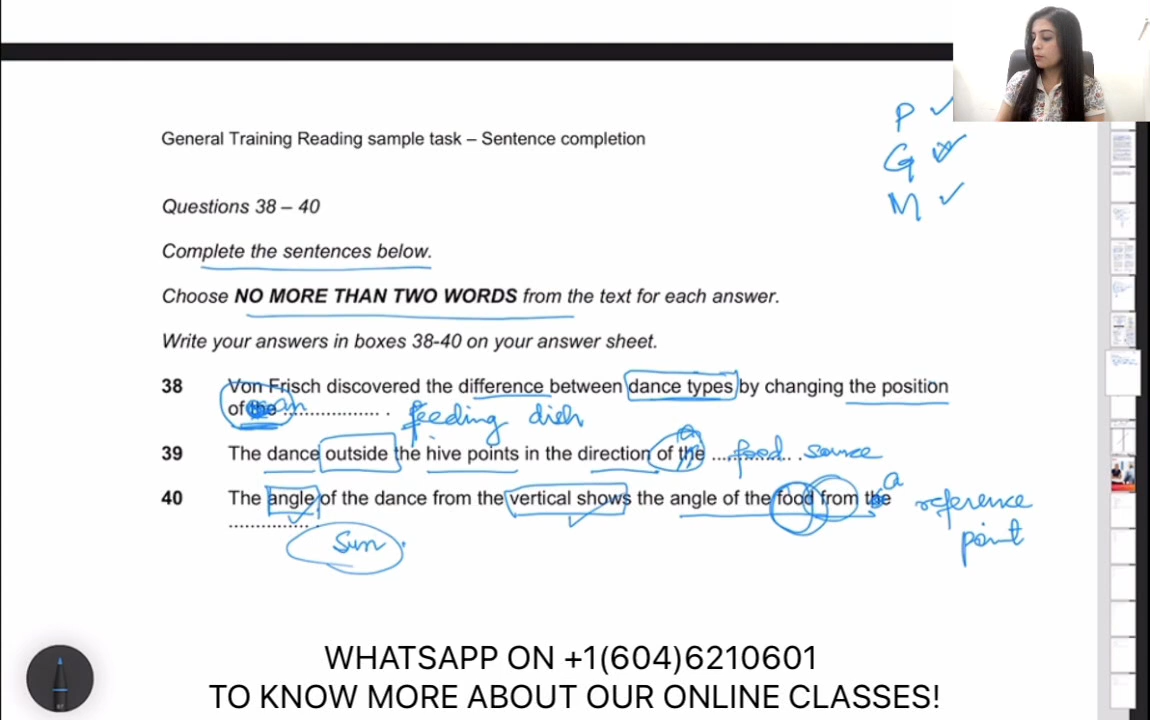 P ✓
G ✓
M ✓
General Training Reading sample task – Sentence completion
Questions 38 – 40
Complete the sentences below.
Choose NO MORE THAN TWO WORDS from the text for each answer.
Write your answers in boxes 38-40 on your answer sheet.
38 Von Frisch discovered the difference between dance types by changing the position
of the an ................. . feeding dish
39 The dance outside the hive points in the direction of the a ................. . food source
40 The angle of the dance from the vertical shows the angle of the food from the a reference point
................. .
Sun
WHATSAPP ON +1(604)6210601
TO KNOW MORE ABOUT OUR ONLINE CLASSES!